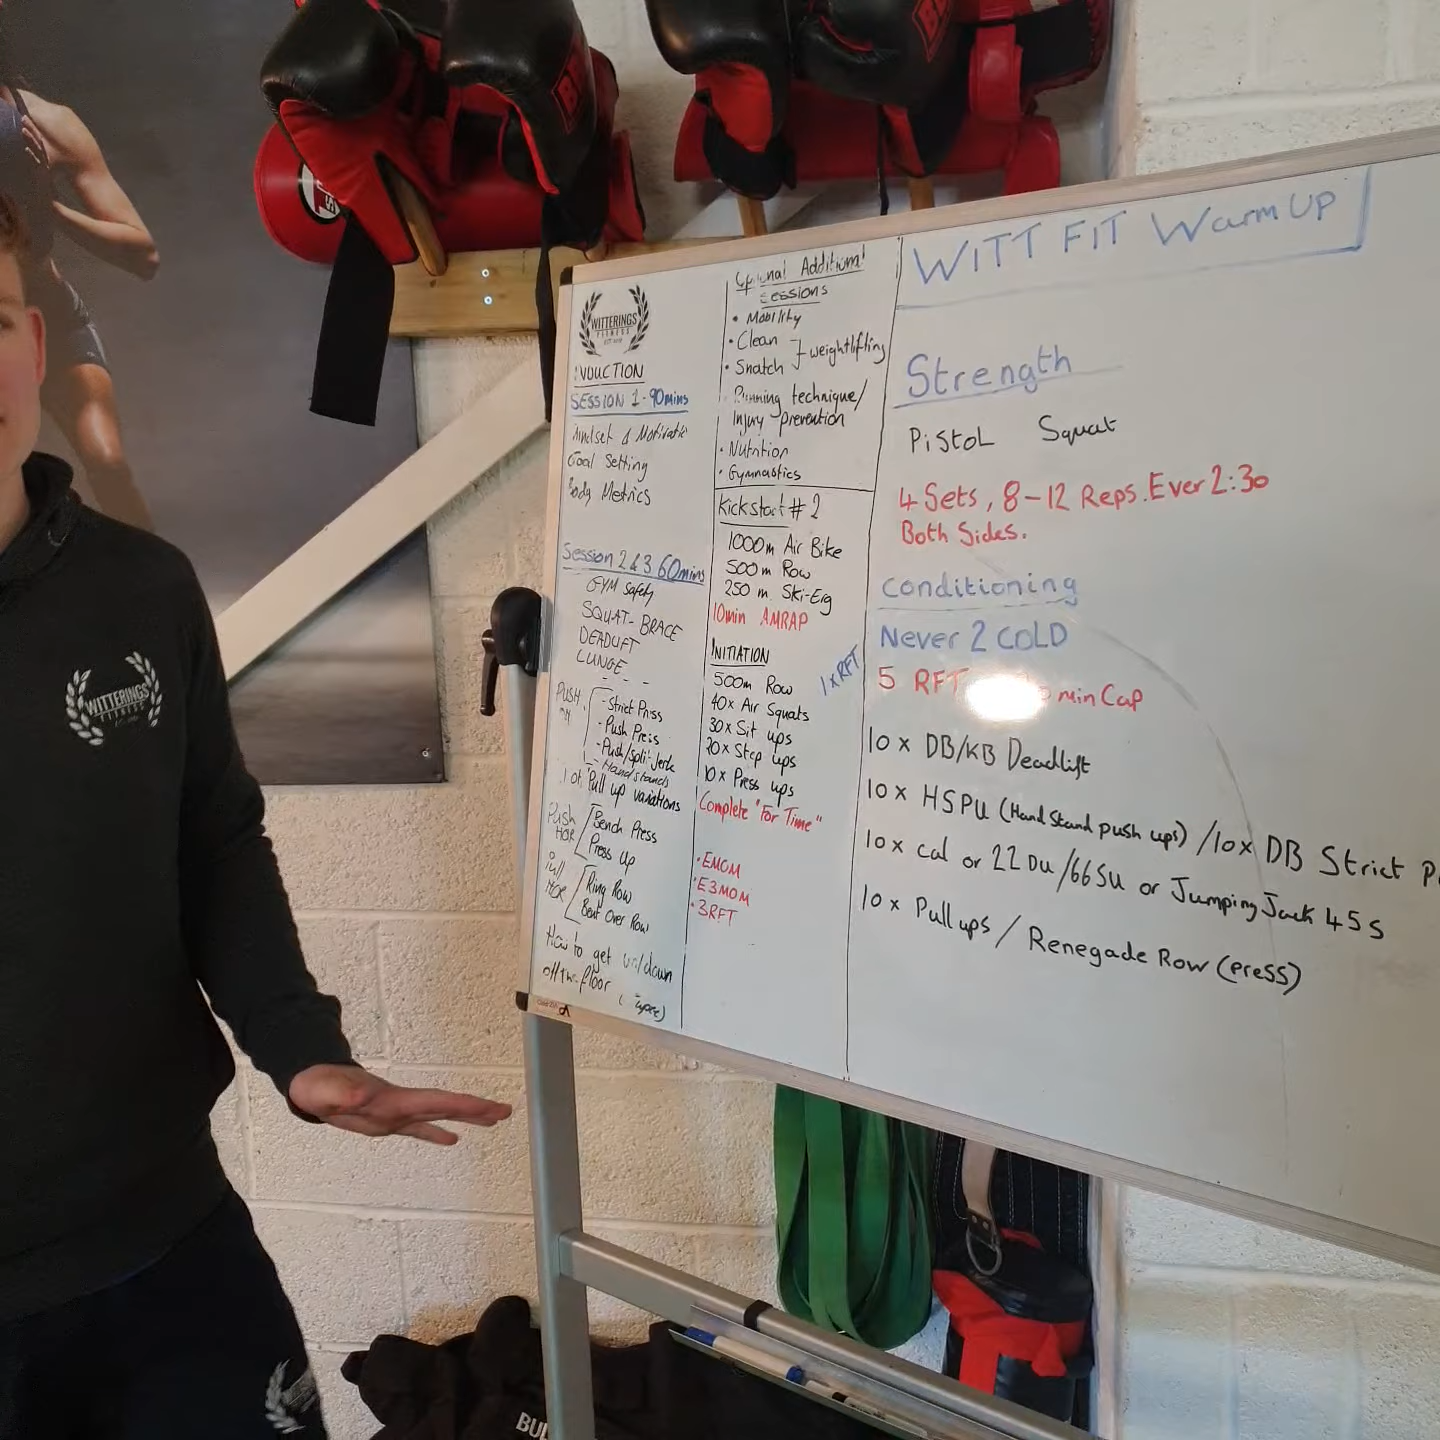 WITTERINGS
FITNESS
INDUCTION
SESSION 1 - 90mins
Mindset & Motivation
Goal Setting
Body Metrics
Session 2 & 3 60mins
GYM Safety
SQUAT - BRACE
DEADLIFT
LUNGE
PUSH
- Strict Press
- Push Press
- Push/Split Jerk
- Handstands
Pull up variations
PUSH
HOR
Bench Press
Press Up
Pull
HOR
Ring Row
Bent Over Row
How to get up/down
off the floor
Optional Additional
Sessions
• Mobility
• Clean
• Snatch
} weightlifting
Running technique/
Injury prevention
• Nutrition
• Gymnastics
Kickstart # 2
1000m Air Bike
500m Row
250 m Ski-Erg
10min AMRAP
INITIATION
1xRFT
500m Row
40x Air Squats
30x Sit ups
20x Step ups
10x Press ups
Complete "For Time"
• EMOM
• E3MOM
• 3RFT
WITT FIT Warm Up
Strength
Pistol Squat
4 Sets, 8-12 Reps. Ever 2:30
Both Sides.
Conditioning
Never 2 COLD
5 RFT min Cap
10 x DB/KB Deadlift
10 x HSPU (Hand Stand push ups) / 10x DB Strict
10 x cal or 22 DU/66SU or Jumping Jack 45s
10 x Pull ups / Renegade Row (press)
WITTERINGS
FITNESS